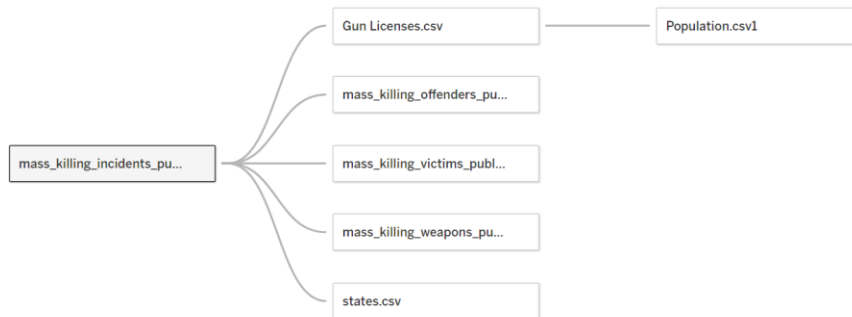 Gun Licenses.csv
Population.csv1
mass_killing_offenders_pu...
mass_killing_incidents_pu...
mass_killing_victims_publ...
mass_killing_weapons_pu...
states.csv